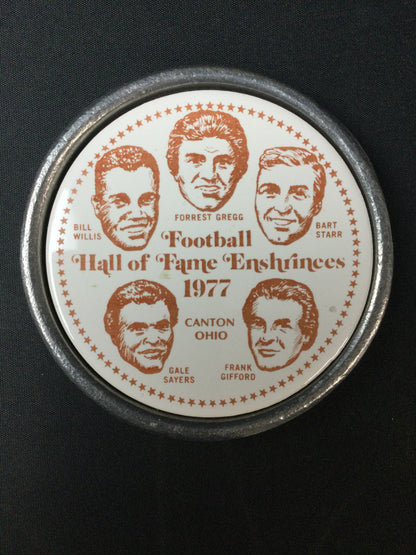 FORREST GREGG
BILL
WILLIS
BART
STARR
Football
Hall of Fame Enshrinees
1977
CANTON
OHIO
GALE
SAYERS
FRANK
GIFFORD